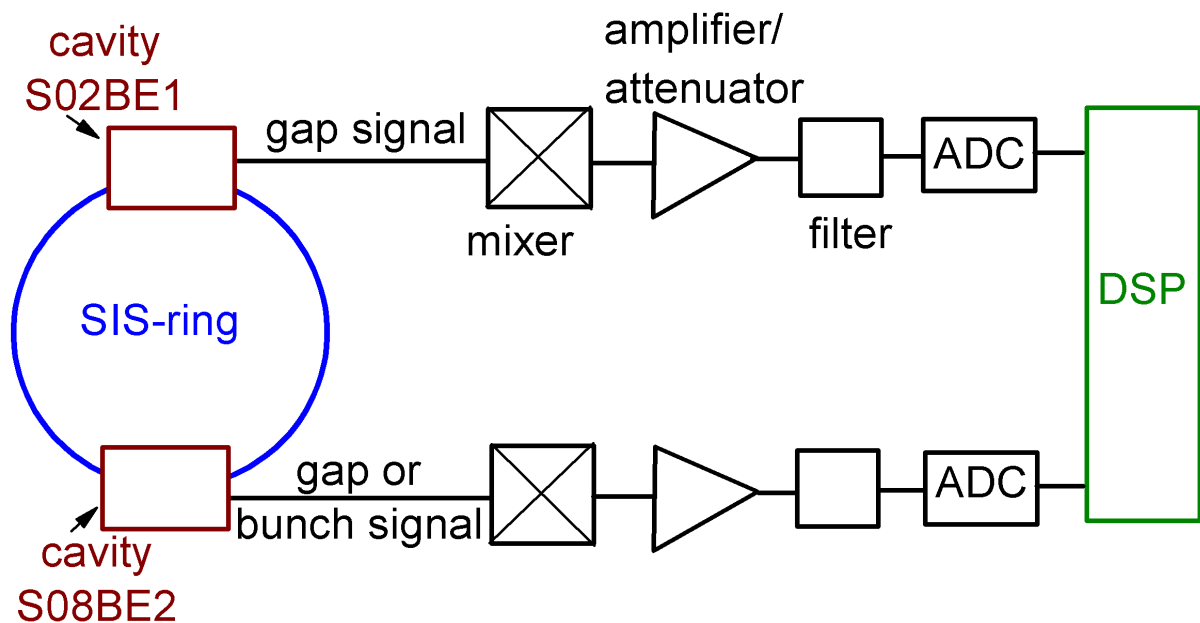 cavity
S02BE1
gap signal
mixer
amplifier/
attenuator
filter
ADC
DSP
SIS-ring
gap or
bunch signal
ADC
cavity
S08BE2